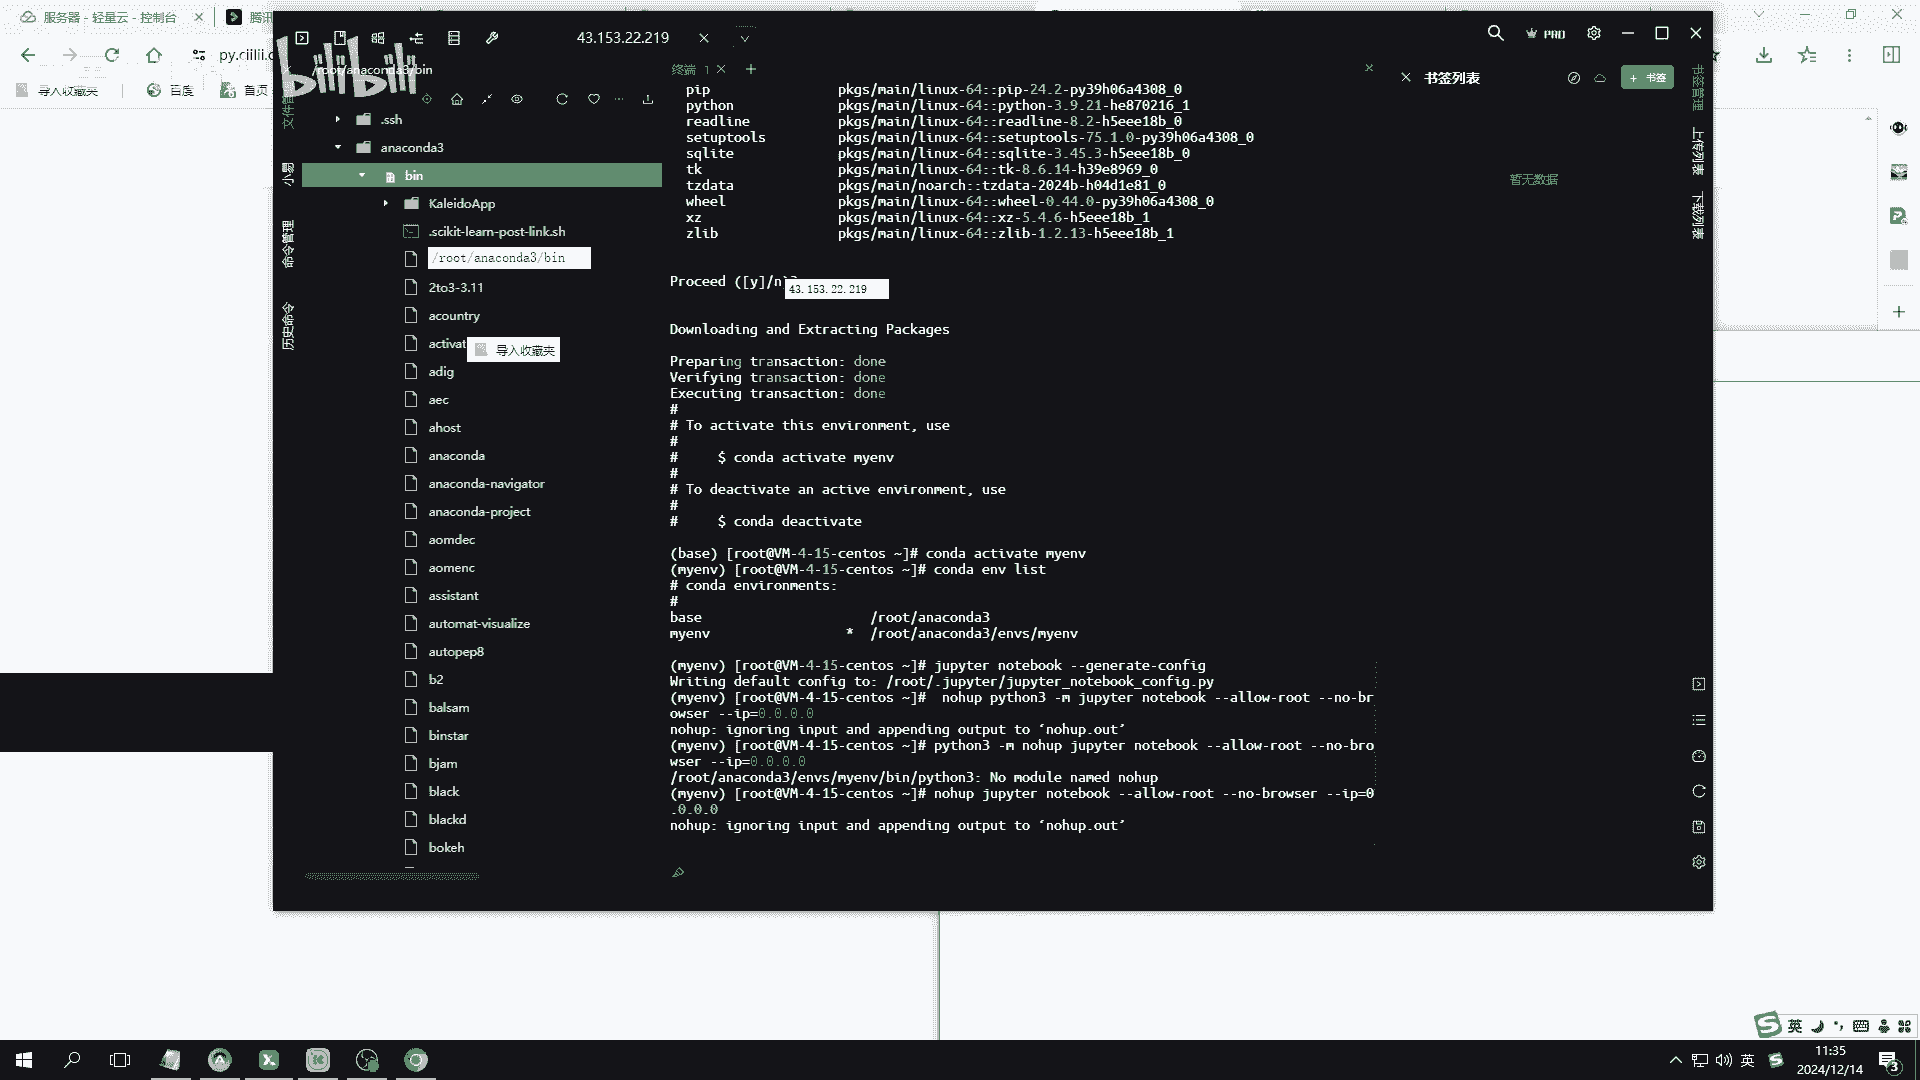 服务器 - 轻量云 - 控制台
腾讯
py.ciilii.c
导入收藏夹
百度
首页
bilibili
43.153.22.219
PRO
/root/anaconda3/bin
终端 1
书签列表
+ 书签
文件管
小易
命令管理
历史命令
书签管理
上传列表
下载列表
暂无数据
.ssh
anaconda3
bin
KaleidoApp
.scikit-learn-post-link.sh
/root/anaconda3/bin
2to3-3.11
acountry
activat
导入收藏夹
adig
aec
ahost
anaconda
anaconda-navigator
anaconda-project
aomdec
aomenc
assistant
automat-visualize
autopep8
b2
balsam
binstar
bjam
black
blackd
bokeh
pip pkgs/main/linux-64::pip-24.2-py39h06a4308_0
python pkgs/main/linux-64::python-3.9.21-he870216_1
readline pkgs/main/linux-64::readline-8.2-h5eee18b_0
setuptools pkgs/main/linux-64::setuptools-75.1.0-py39h06a4308_0
sqlite pkgs/main/linux-64::sqlite-3.45.3-h5eee18b_0
tk pkgs/main/linux-64::tk-8.6.14-h39e8969_0
tzdata pkgs/main/noarch::tzdata-2024b-h04d1e81_0
wheel pkgs/main/linux-64::wheel-0.44.0-py39h06a4308_0
xz pkgs/main/linux-64::xz-5.4.6-h5eee18b_1
zlib pkgs/main/linux-64::zlib-1.2.13-h5eee18b_1
Proceed ([y]/n)?
43.153.22.219
Downloading and Extracting Packages
Preparing transaction: done
Verifying transaction: done
Executing transaction: done
#
# To activate this environment, use
#
# $ conda activate myenv
#
# To deactivate an active environment, use
#
# $ conda deactivate
(base) [root@VM-4-15-centos ~]# conda activate myenv
(myenv) [root@VM-4-15-centos ~]# conda env list
# conda environments:
#
base /root/anaconda3
myenv * /root/anaconda3/envs/myenv
(myenv) [root@VM-4-15-centos ~]# jupyter notebook --generate-config
Writing default config to: /root/.jupyter/jupyter_notebook_config.py
(myenv) [root@VM-4-15-centos ~]# nohup python3 -m jupyter notebook --allow-root --no-br
owser --ip=0.0.0.0
nohup: ignoring input and appending output to ‘nohup.out’
(myenv) [root@VM-4-15-centos ~]# python3 -m nohup jupyter notebook --allow-root --no-bro
wser --ip=0.0.0.0
/root/anaconda3/envs/myenv/bin/python3: No module named nohup
(myenv) [root@VM-4-15-centos ~]# nohup jupyter notebook --allow-root --no-browser --ip=0
.0.0.0
nohup: ignoring input and appending output to ‘nohup.out’
英
英
11:35
2024/12/14
3